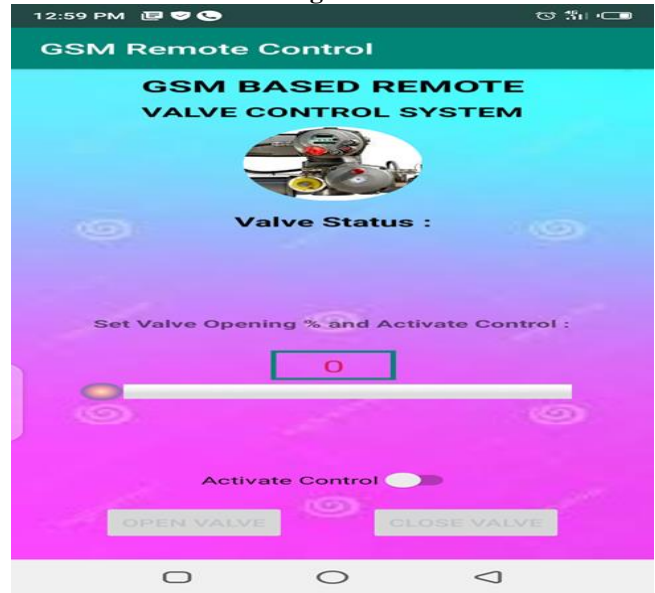 12:59 PM
GSM Remote Control
GSM BASED REMOTE
VALVE CONTROL SYSTEM
Valve Status :
Set Valve Opening % and Activate Control :
0
Activate Control
OPEN VALVE CLOSE VALVE